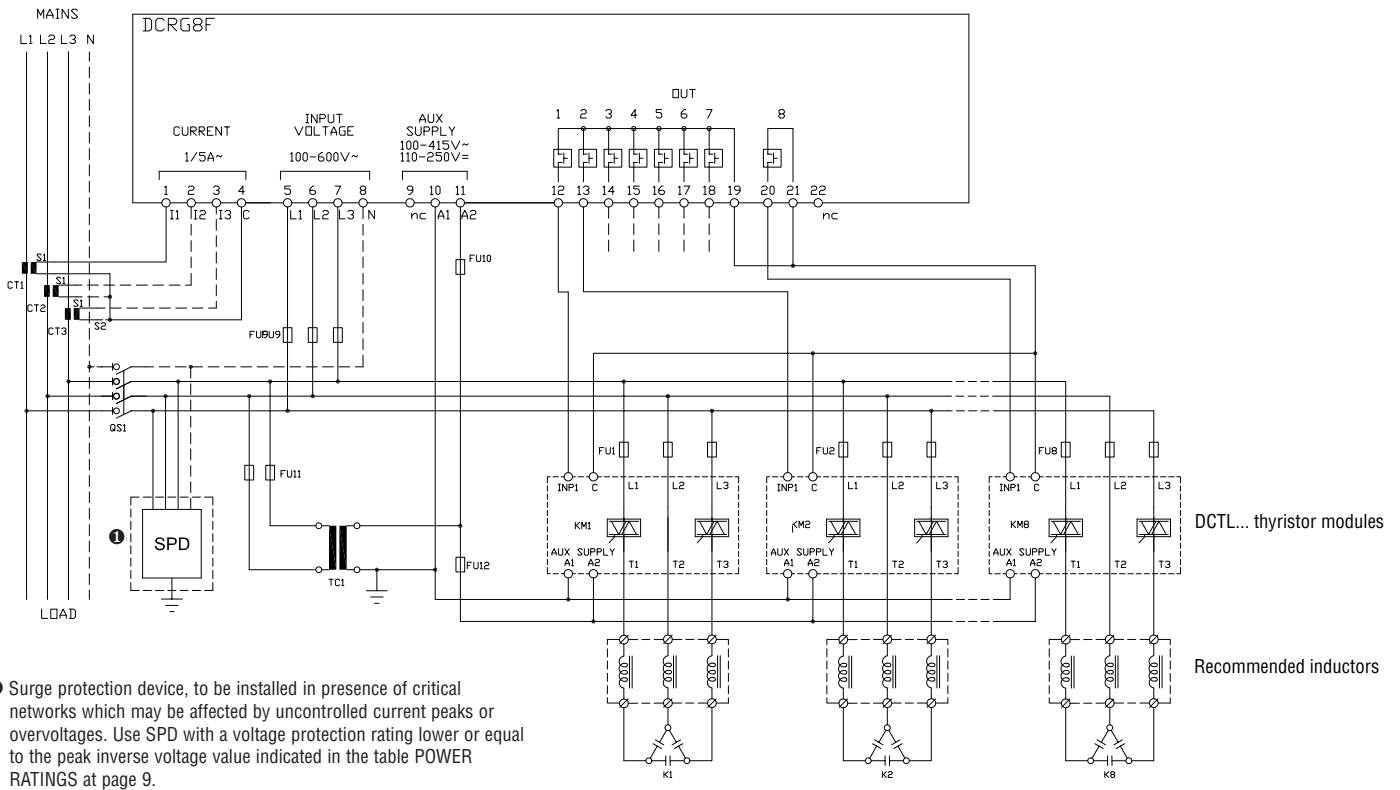 MAINS
L1 L2 L3 N
DCRG8F
OUT
1 2 3 4 5 6 7 8
CURRENT
1/5A~
INPUT
VOLTAGE
100-600V~
AUX
SUPPLY
100-415V~
110-250V=
1 2 3 4 5 6 7 8 9 10 11 12 13 14 15 16 17 18 19 20 21 22
I1 I2 I3 C L1 L2 L3 N nc A1 A2 nc
S1
CT1
S1
CT2
S1
CT3
S2
FU10
FU9
QS1
FU11
FU1
FU2
FU8
INP1 C L1 L2 L3
INP1 C L1 L2 L3
INP1 C L1 L2 L3
KM1
KM2
KM8
DCTL... thyristor modules
❶
SPD
AUX SUPPLY
A1 A2 T1 T2 T3
AUX SUPPLY
A1 A2 T1 T2 T3
AUX SUPPLY
A1 A2 T1 T2 T3
FU12
TC1
LOAD
Recommended inductors
K1
K2
K8
❶ Surge protection device, to be installed in presence of critical
networks which may be affected by uncontrolled current peaks or
overvoltages. Use SPD with a voltage protection rating lower or equal
to the peak inverse voltage value indicated in the table POWER
RATINGS at page 9.